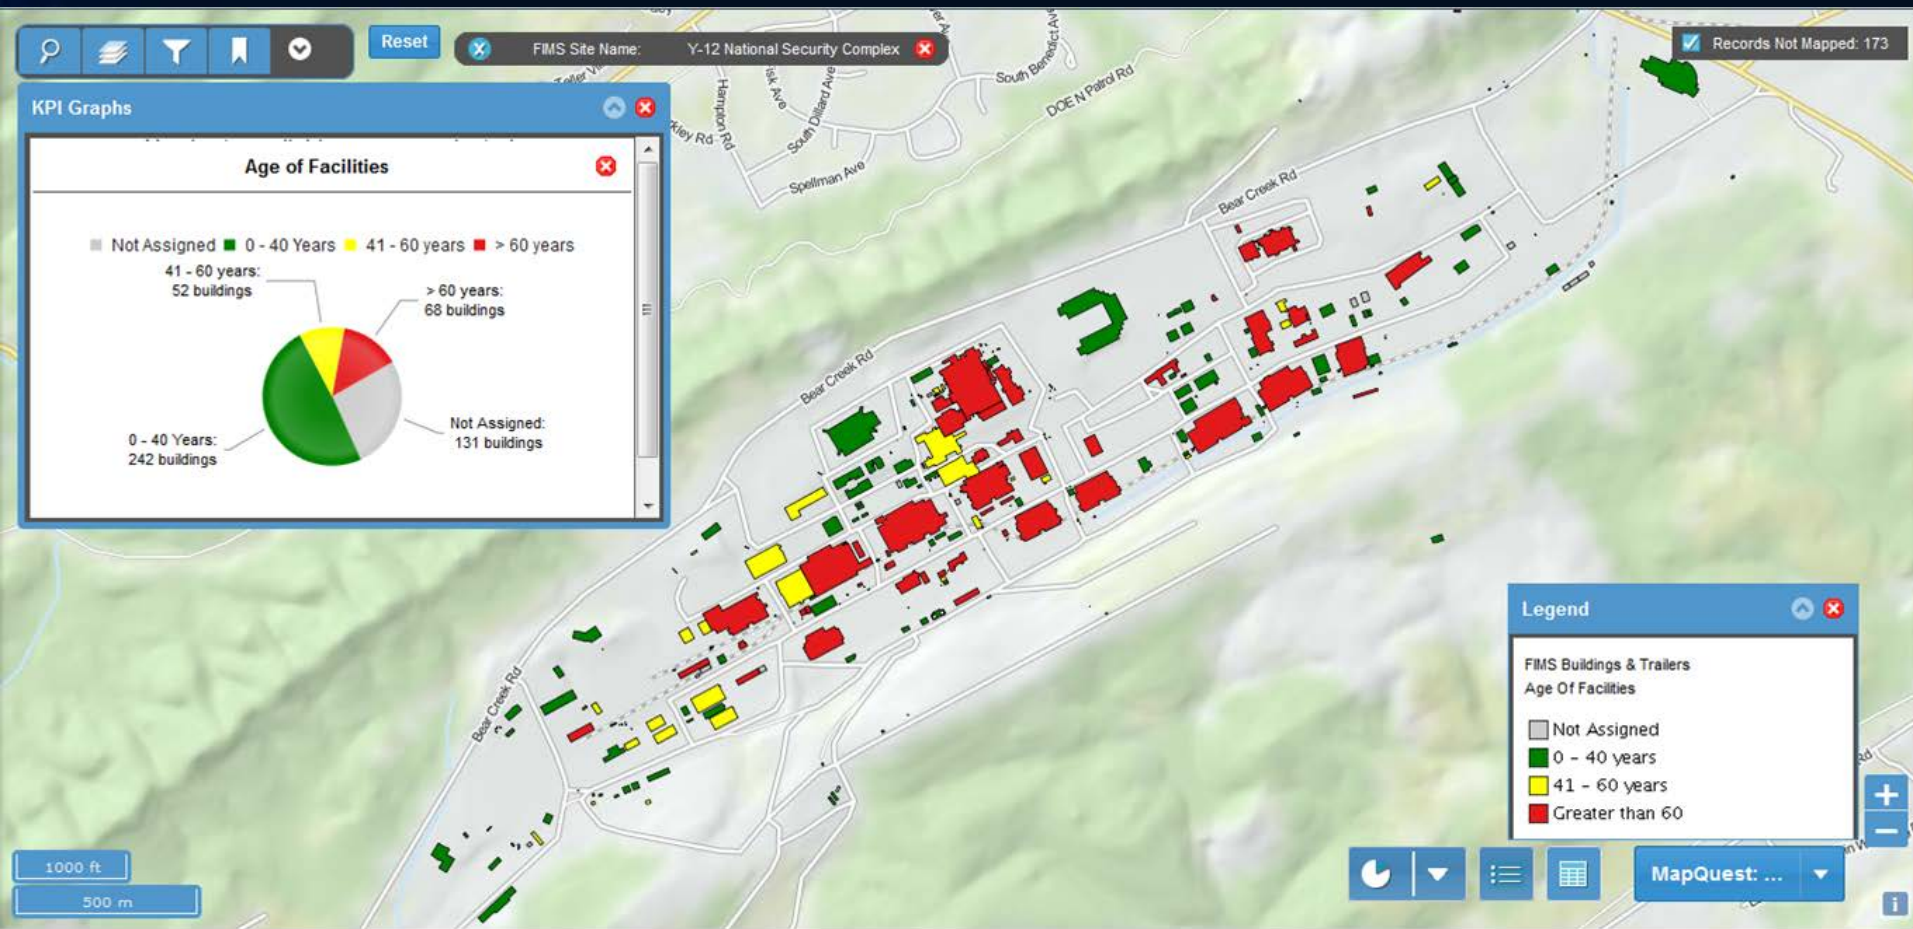 Reset
FIMS Site Name: Y-12 National Security Complex
Records Not Mapped: 173
KPI Graphs
Age of Facilities
Not Assigned 0 - 40 Years 41 - 60 years > 60 years
41 - 60 years:
52 buildings
> 60 years:
68 buildings
Not Assigned:
131 buildings
0 - 40 Years:
242 buildings
Hampton Rd
South Dillard Ave
Spellman Ave
South Benedict Av
DOE N Patrol Rd
Bear Creek Rd
Bear Creek Rd
Bear Creek Rd
Legend
FIMS Buildings & Trailers
Age Of Facilities
Not Assigned
0 - 40 years
41 - 60 years
Greater than 60
Rd
+
−
1000 ft
500 m
MapQuest: ...
i